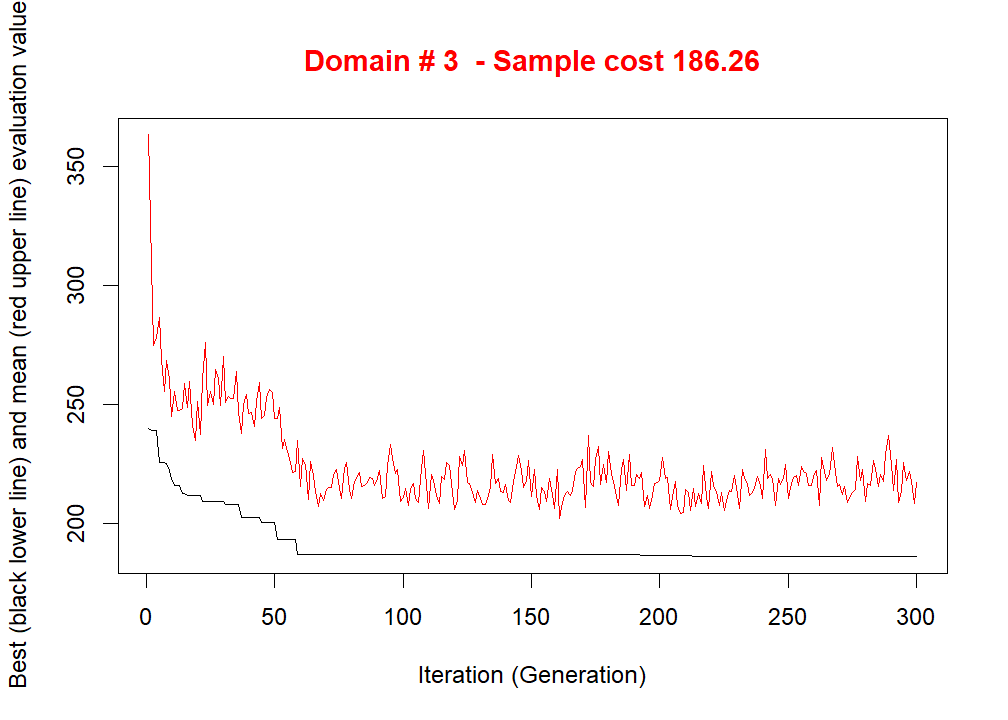 Domain # 3  - Sample cost 186.26
Best (black lower line) and mean (red upper line) evaluation value
350
300
250
200
0 50 100 150 200 250 300
Iteration (Generation)